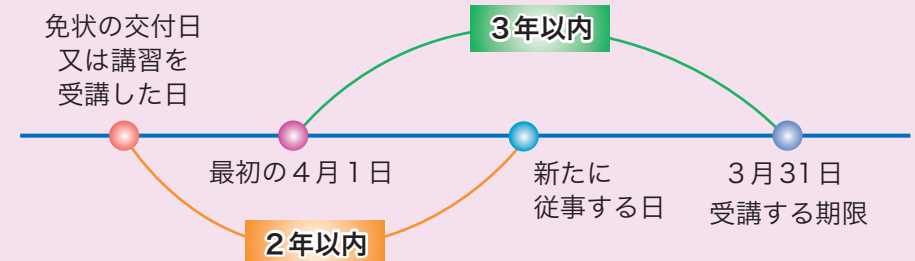 免状の交付日
又は講習を
受講した日
3年以内
最初の4月1日
新たに
従事する日
3月31日
受講する期限
2年以内